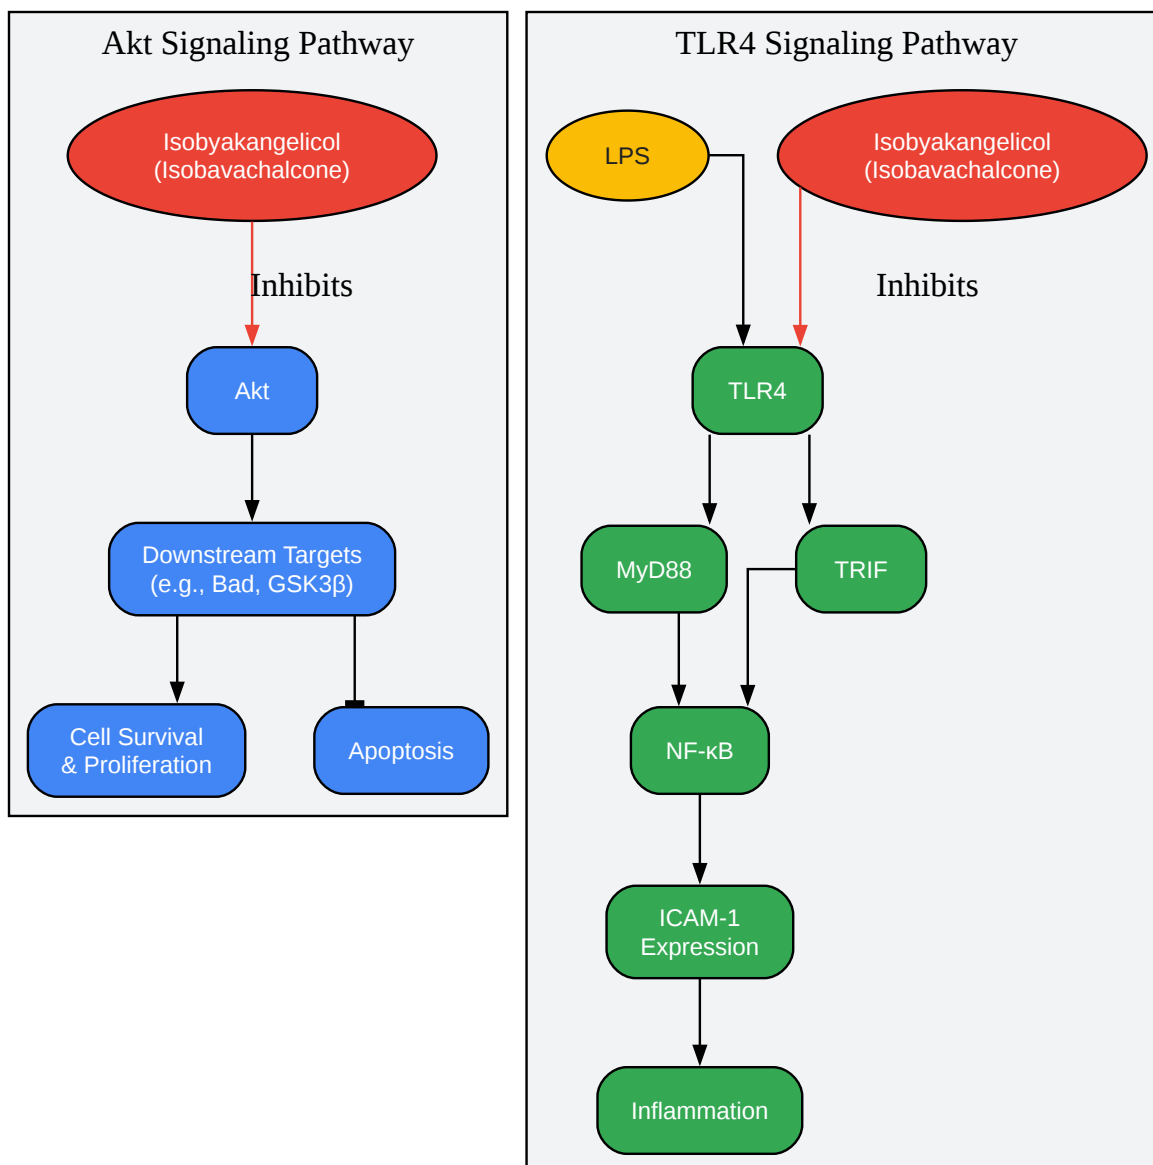 Akt Signaling Pathway
Isobyakangelicol
(Isobavachalcone)
Inhibits
Akt
Downstream Targets
(e.g., Bad, GSK3β)
Cell Survival
& Proliferation
Apoptosis
TLR4 Signaling Pathway
LPS
Isobyakangelicol
(Isobavachalcone)
Inhibits
TLR4
MyD88
TRIF
NF-κB
ICAM-1
Expression
Inflammation